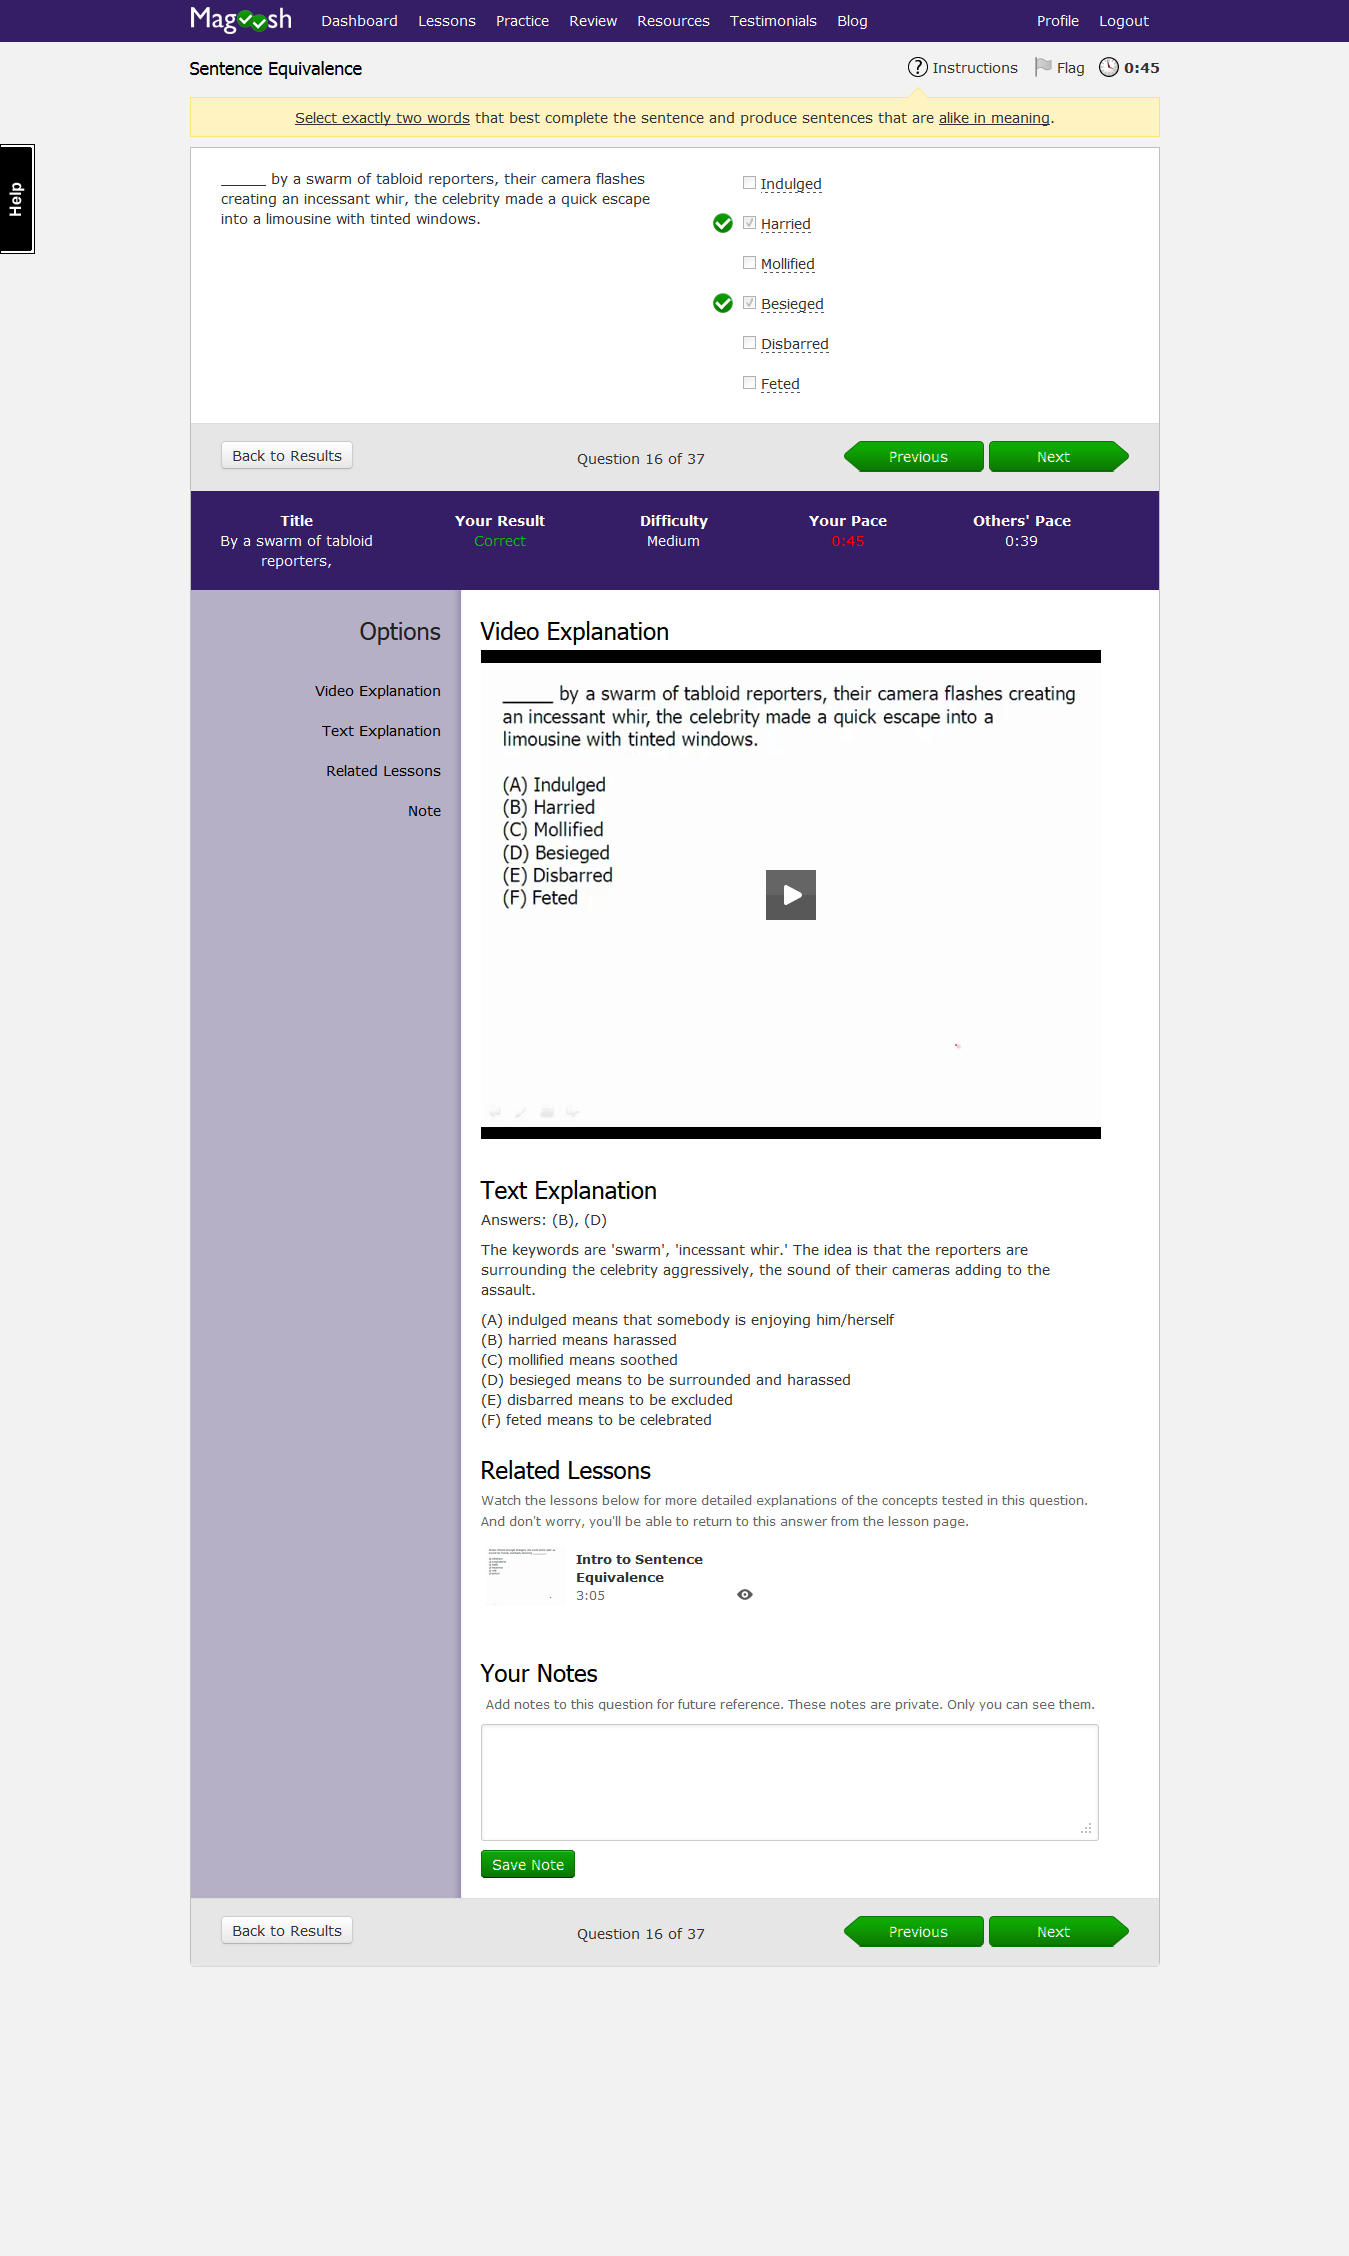 Magoosh Dashboard Lessons Practice Review Resources Testimonials Blog Profile Logout
Sentence Equivalence Instructions Flag 0:45
Select exactly two words that best complete the sentence and produce sentences that are alike in meaning.
Help
_____ by a swarm of tabloid reporters, their camera flashes
creating an incessant whir, the celebrity made a quick escape
into a limousine with tinted windows.
Indulged
Harried
Mollified
Besieged
Disbarred
Feted
Back to Results Question 16 of 37 Previous Next
Title Your Result Difficulty Your Pace Others' Pace
By a swarm of tabloid Correct Medium 0:45 0:39
reporters,
Options
Video Explanation
Text Explanation
Related Lessons
Note
Video Explanation
_____ by a swarm of tabloid reporters, their camera flashes creating
an incessant whir, the celebrity made a quick escape into a
limousine with tinted windows.
(A) Indulged
(B) Harried
(C) Mollified
(D) Besieged
(E) Disbarred
(F) Feted
Text Explanation
Answers: (B), (D)
The keywords are 'swarm', 'incessant whir.' The idea is that the reporters are
surrounding the celebrity aggressively, the sound of their cameras adding to the
assault.
(A) indulged means that somebody is enjoying him/herself
(B) harried means harassed
(C) mollified means soothed
(D) besieged means to be surrounded and harassed
(E) disbarred means to be excluded
(F) feted means to be celebrated
Related Lessons
Watch the lessons below for more detailed explanations of the concepts tested in this question.
And don't worry, you'll be able to return to this answer from the lesson page.
Intro to Sentence
Equivalence
3:05
Your Notes
Add notes to this question for future reference. These notes are private. Only you can see them.
Save Note
Back to Results Question 16 of 37 Previous Next